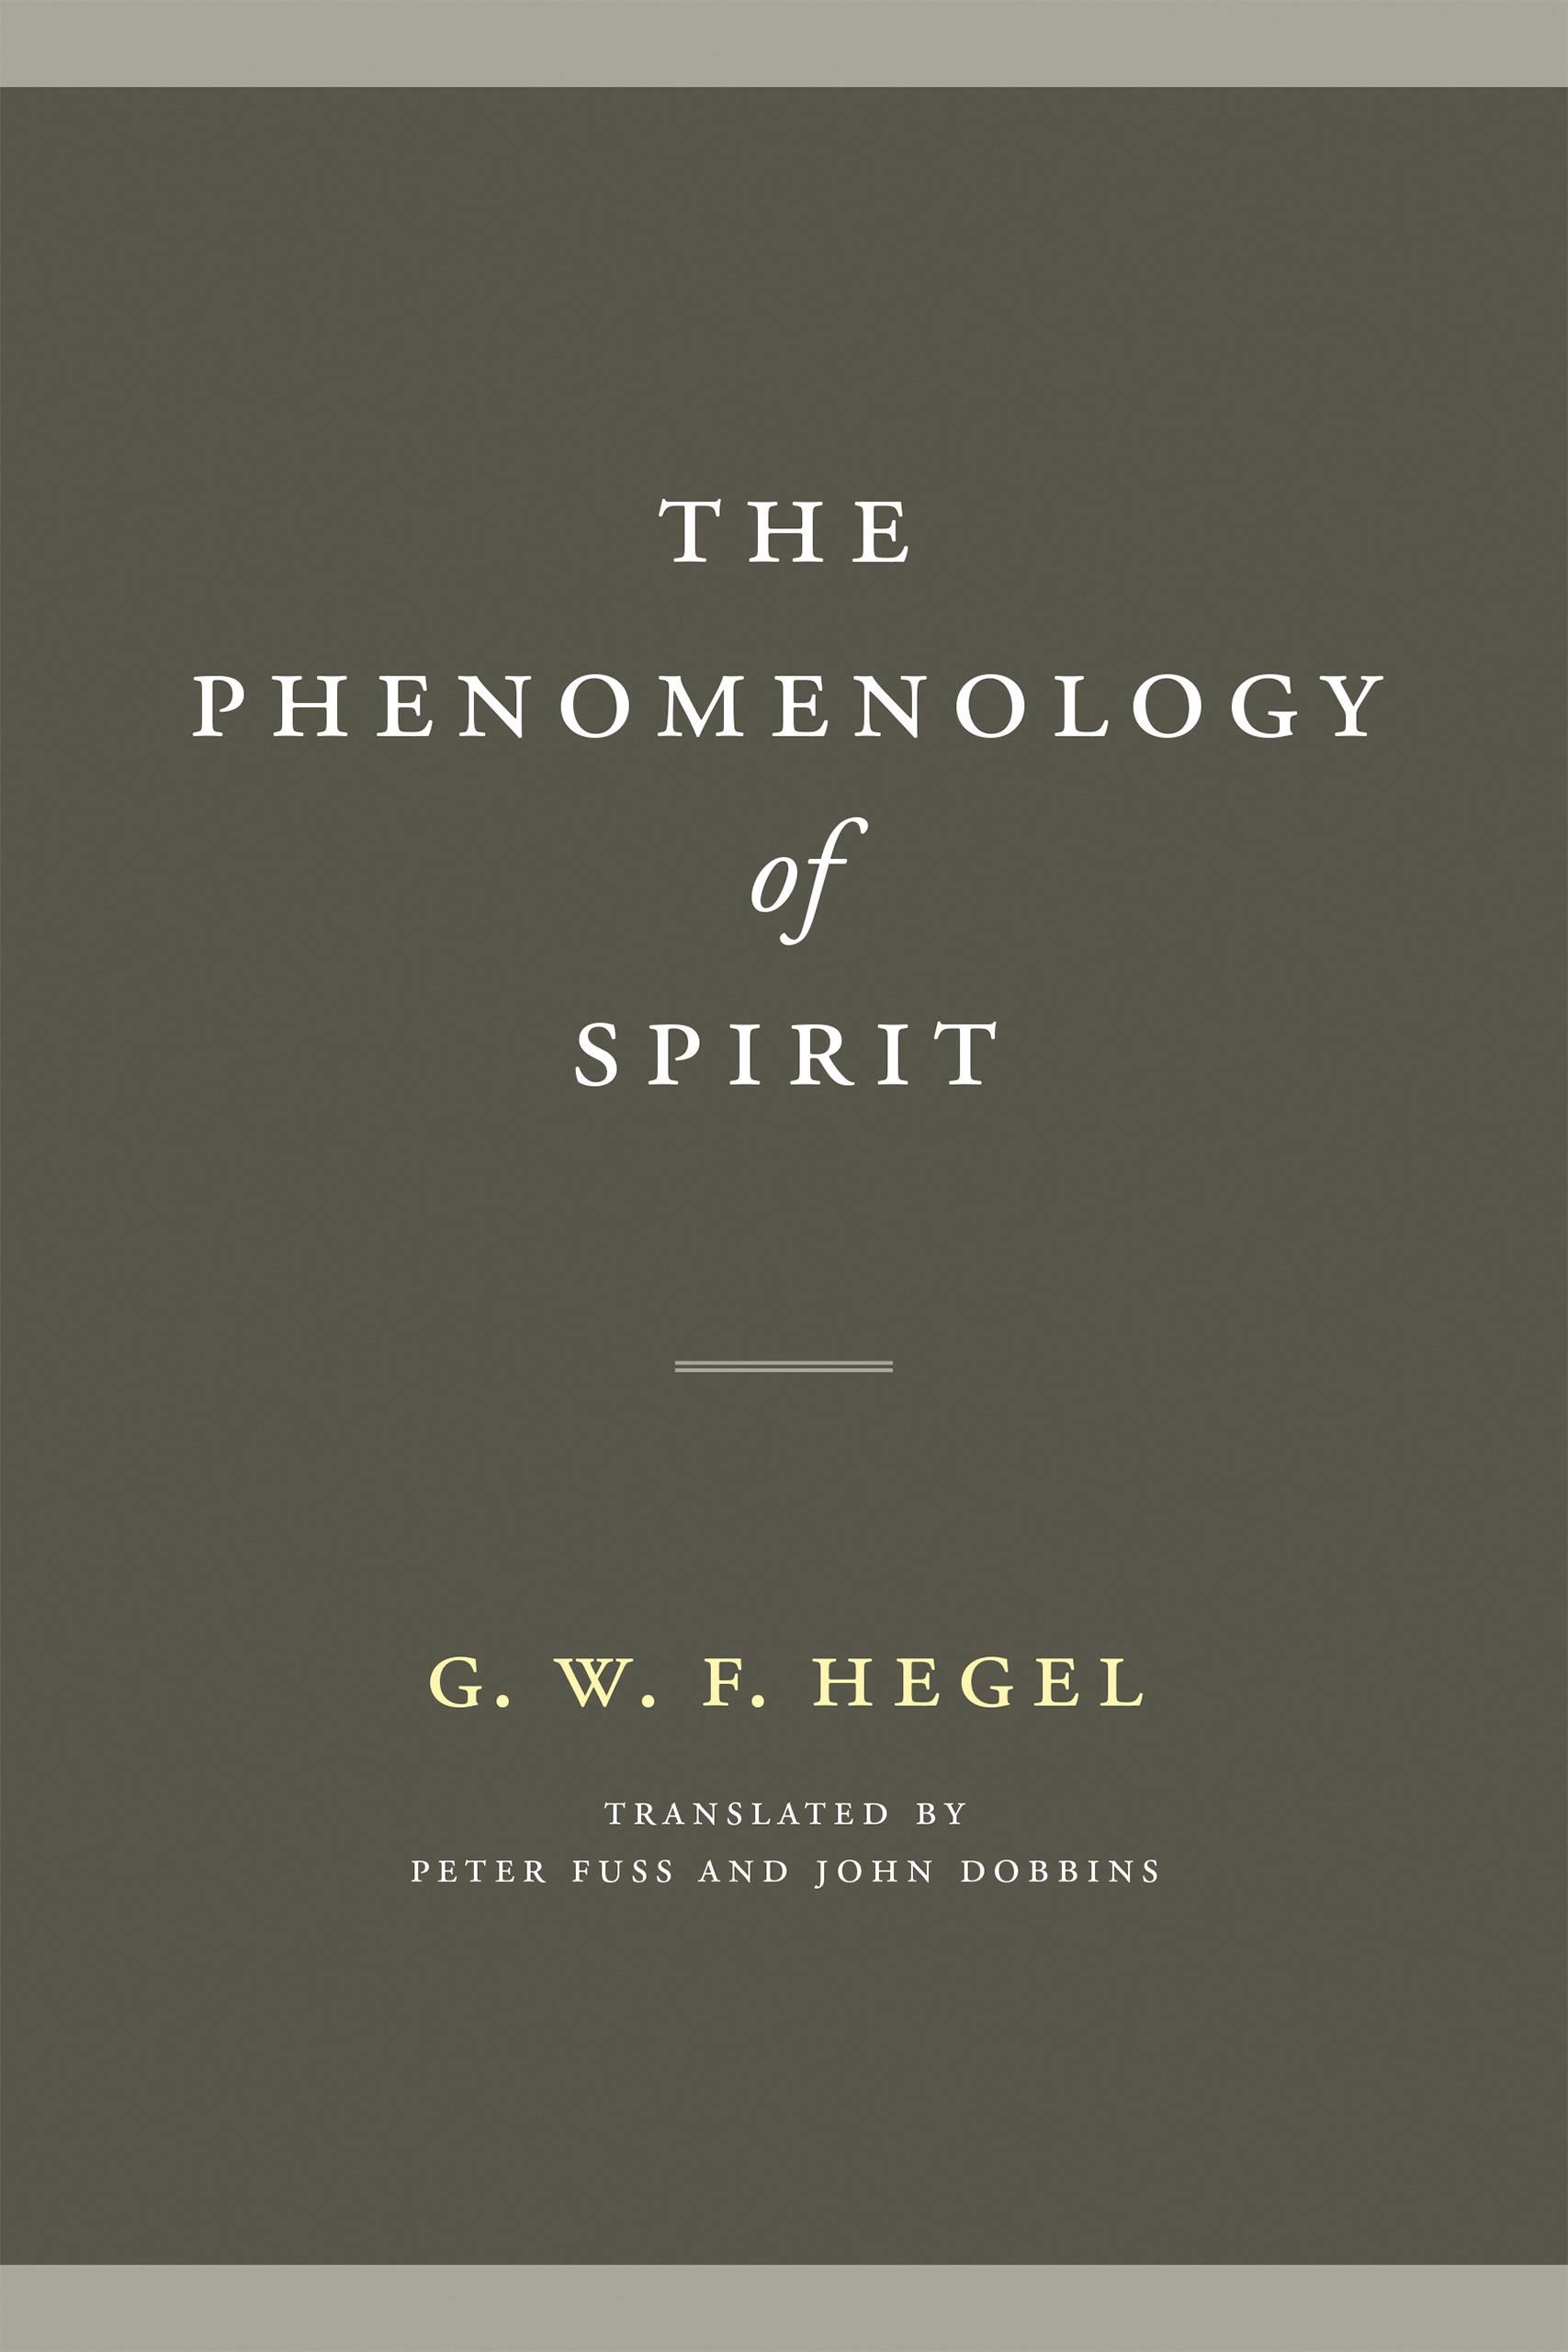 THE
PHENOMENOLOGY
of
SPIRIT
G. W. F. HEGEL
TRANSLATED BY
PETER FUSS AND JOHN DOBBINS